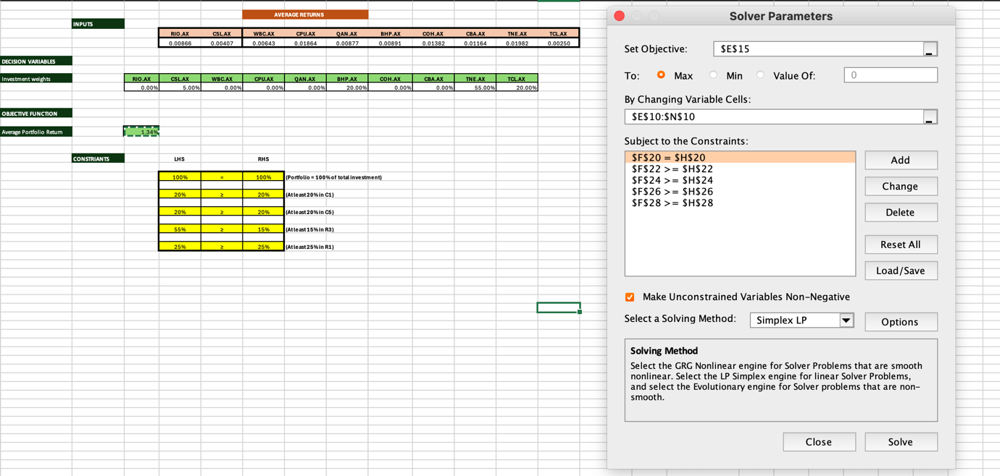 AVERAGE RETURNS
INPUTS
RIO.AX CSL.AX WBC.AX CPU.AX QAN.AX BHP.AX COH.AX CBA.AX TNE.AX TCL.AX
0.00866 0.00407 0.00643 0.01864 0.00877 0.00891 0.01382 0.01164 0.01982 0.00250
DECISION VARIABLES
Investment weights RIO.AX CSL.AX WBC.AX CPU.AX QAN.AX BHP.AX COH.AX CBA.AX TNE.AX TCL.AX
0.00% 5.00% 0.00% 0.00% 0.00% 20.00% 0.00% 0.00% 55.00% 20.00%
OBJECTIVE FUNCTION
Average Portfolio Return 1.34%
CONSTRIANTS LHS RHS
100% = 100% (Portfolio = 100% of total investment)
20% ≥ 20% (At least 20% in C1)
20% ≥ 20% (At least 20% in C5)
55% ≥ 15% (At least 15% in R3)
25% ≥ 25% (At least 25% in R1)
Solver Parameters
Set Objective: $E$15
To: Max Min Value Of: 0
By Changing Variable Cells:
$E$10:$N$10
Subject to the Constraints:
$F$20 = $H$20
$F$22 >= $H$22
$F$24 >= $H$24
$F$26 >= $H$26
$F$28 >= $H$28
Add
Change
Delete
Reset All
Load/Save
Make Unconstrained Variables Non-Negative
Select a Solving Method: Simplex LP Options
Solving Method
Select the GRG Nonlinear engine for Solver Problems that are smooth
nonlinear. Select the LP Simplex engine for linear Solver Problems,
and select the Evolutionary engine for Solver problems that are non-
smooth.
Close Solve